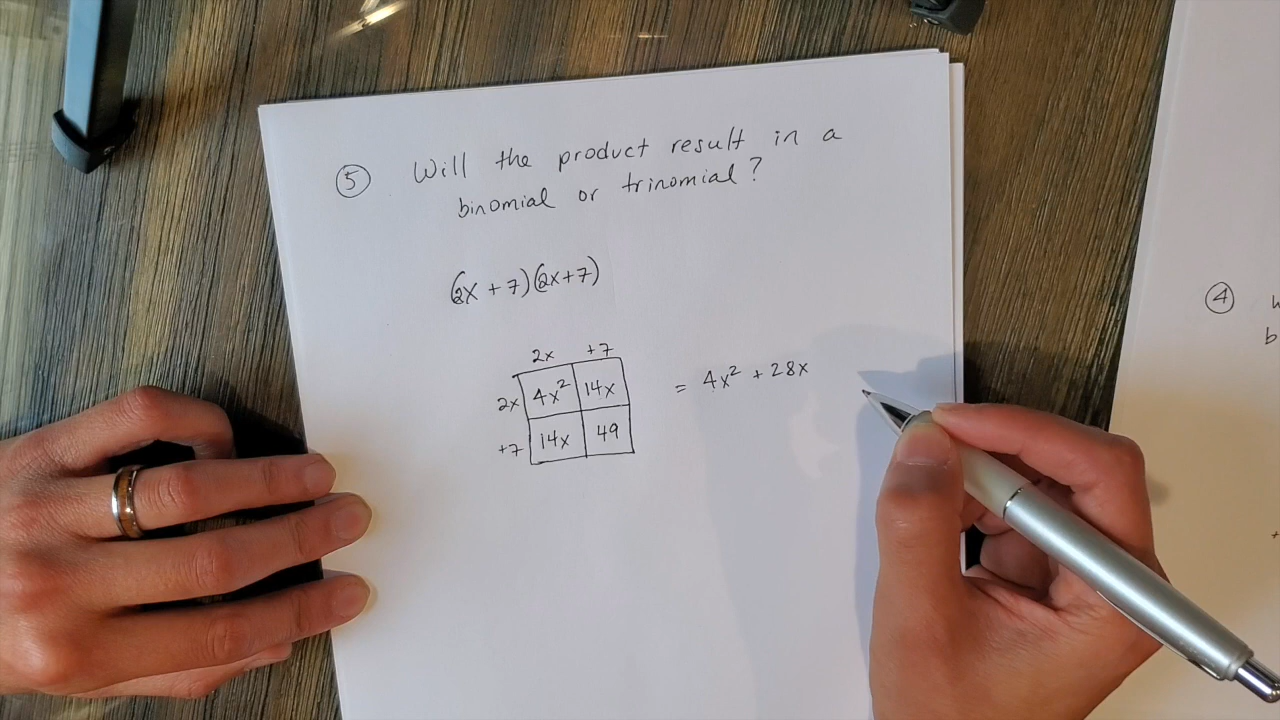 ⑤ Will the product result in a
binomial or trinomial?
(2x + 7)(2x+7)
2x +7
2x 4x² 14x
= 4x² + 28x
+7 14x 49
④